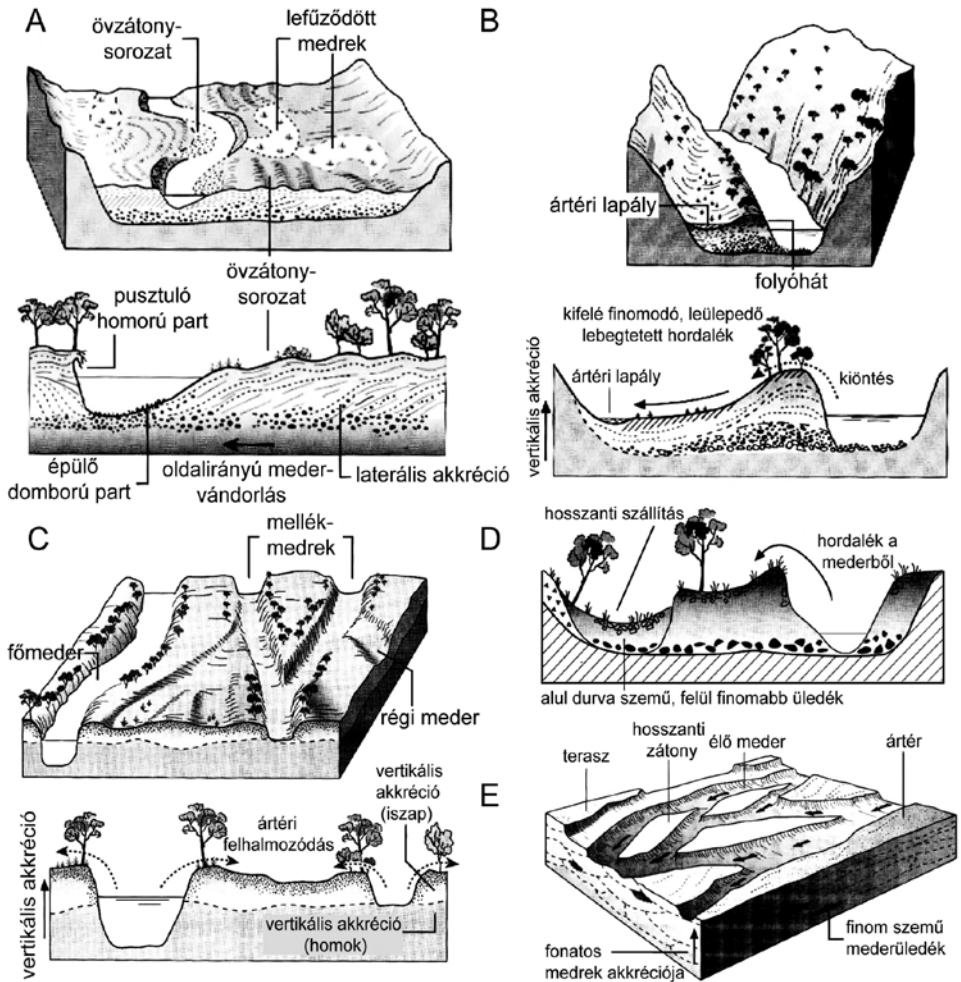 A
övzátony-
sorozat
lefűződött
medrek
övzátony-
sorozat
pusztuló
homorú part
épülő
domború part
oldalirányú meder-
vándorlás
laterális akkréció
B
ártéri lapály
folyóhát
kifelé finomodó, leülepedő
lebegtetett hordalék
ártéri lapály
kiöntés
vertikális akkréció
C
mellék-
medrek
főmeder
régi meder
vertikális
akkréció
(iszap)
ártéri
felhalmozódás
vertikális akkréció
(homok)
vertikális akkréció
D
hosszanti szállítás
hordalék a
mederből
alul durva szemű, felül finomabb üledék
E
terasz
hosszanti
zátony
élő meder
ártér
fonatos
medrek akkréciója
finom szemű
mederüledék